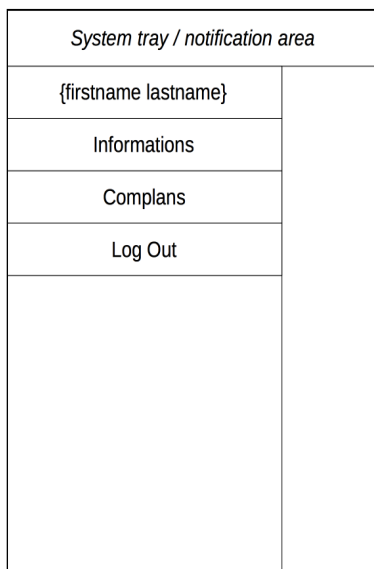 System tray / notification area
{firstname lastname}
Informations
Complans
Log Out